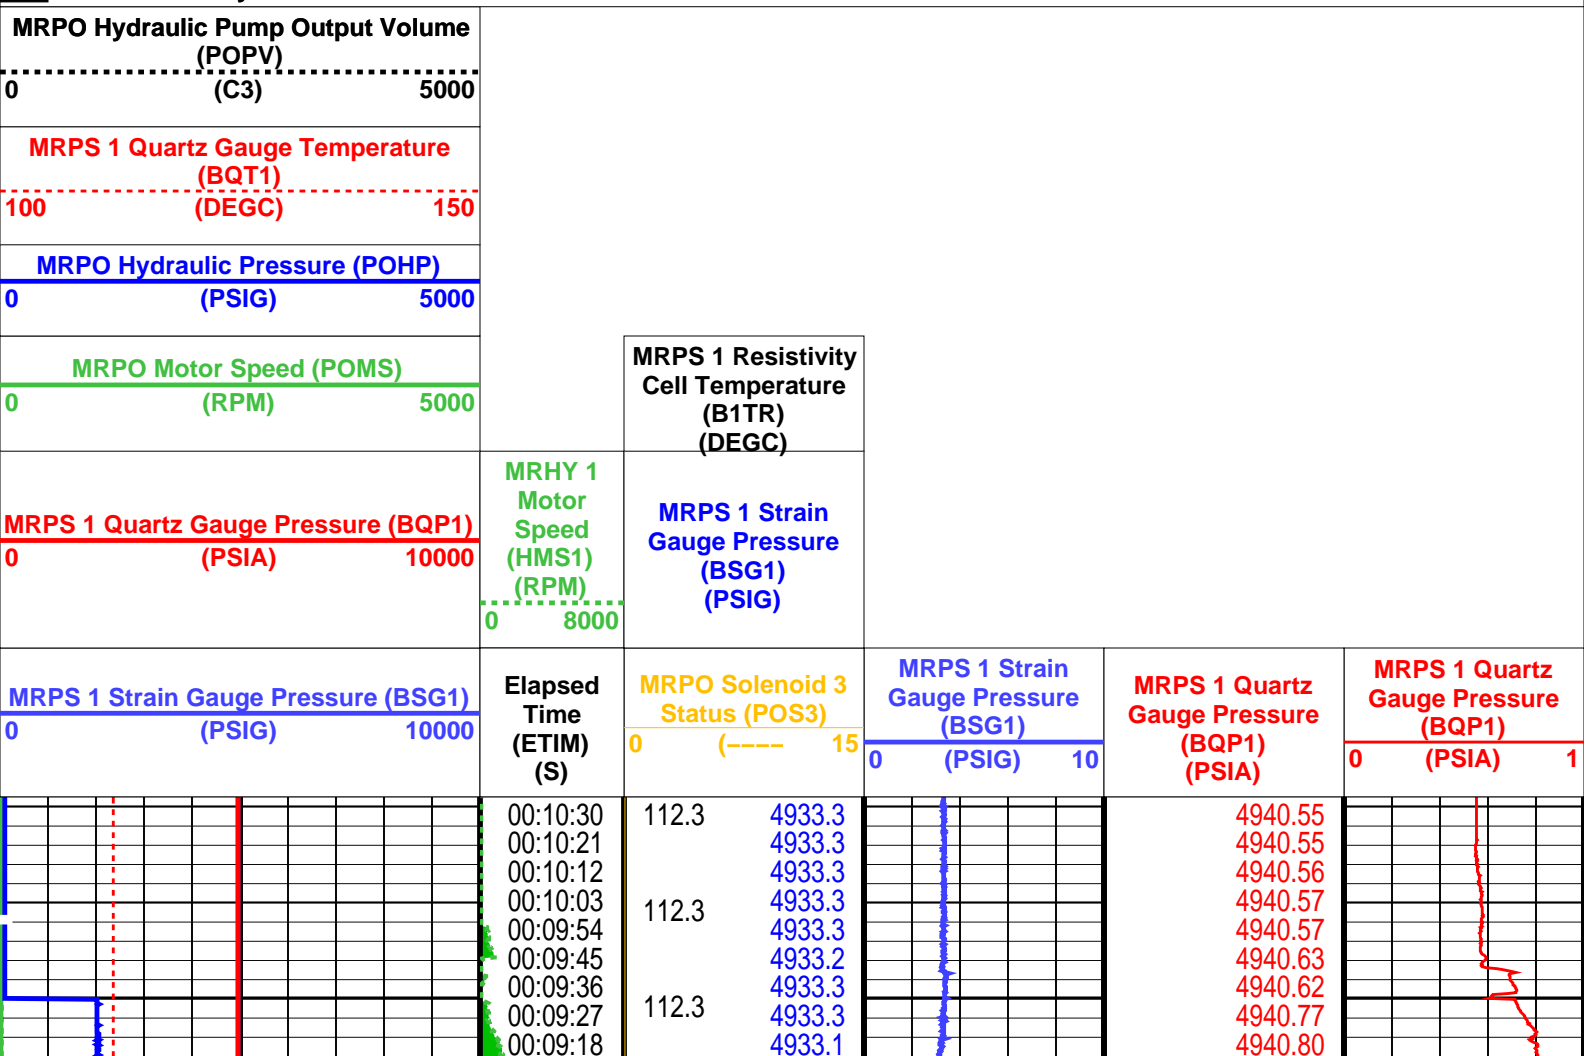 MRPO Hydraulic Pump Output Volume
(POPV)
0 (C3) 5000
MRPS 1 Quartz Gauge Temperature
(BQT1)
100 (DEGC) 150
MRPO Hydraulic Pressure (POHP)
0 (PSIG) 5000
MRPO Motor Speed (POMS)
0 (RPM) 5000
MRPS 1 Resistivity
Cell Temperature
(B1TR)
(DEGC)
MRPS 1 Quartz Gauge Pressure (BQP1)
0 (PSIA) 10000
MRHY 1
Motor
Speed
(HMS1)
(RPM)
0 8000
MRPS 1 Strain
Gauge Pressure
(BSG1)
(PSIG)
MRPS 1 Strain Gauge Pressure (BSG1)
0 (PSIG) 10000
Elapsed
Time
(ETIM)
(S)
MRPO Solenoid 3
Status (POS3)
0 (---- 15
MRPS 1 Strain
Gauge Pressure
(BSG1)
0 (PSIG) 10
MRPS 1 Quartz
Gauge Pressure
(BQP1)
(PSIA)
MRPS 1 Quartz
Gauge Pressure
(BQP1)
0 (PSIA) 1
00:10:30 112.3 4933.3 4940.55
00:10:21 4933.3 4940.55
00:10:12 4933.3 4940.56
00:10:03 4933.3 4940.57
00:09:54 112.3 4933.3 4940.57
00:09:45 4933.2 4940.63
00:09:36 4933.3 4940.62
00:09:27 112.3 4933.3 4940.77
00:09:18 4933.1 4940.80